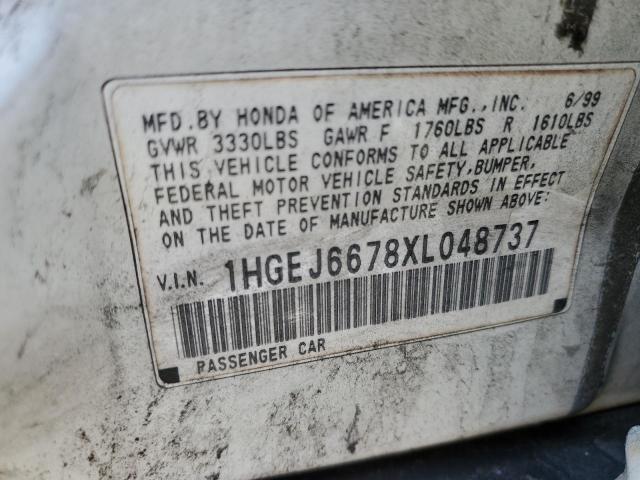 MFD. BY HONDA OF AMERICA MFG., INC. 6/99
GVWR 3330LBS GAWR F 1760LBS R 1610LBS
THIS VEHICLE CONFORMS TO ALL APPLICABLE
FEDERAL MOTOR VEHICLE SAFETY, BUMPER,
AND THEFT PREVENTION STANDARDS IN EFFECT
ON THE DATE OF MANUFACTURE SHOWN ABOVE:
V.I.N. 1HGEJ6678XL048737
PASSENGER CAR